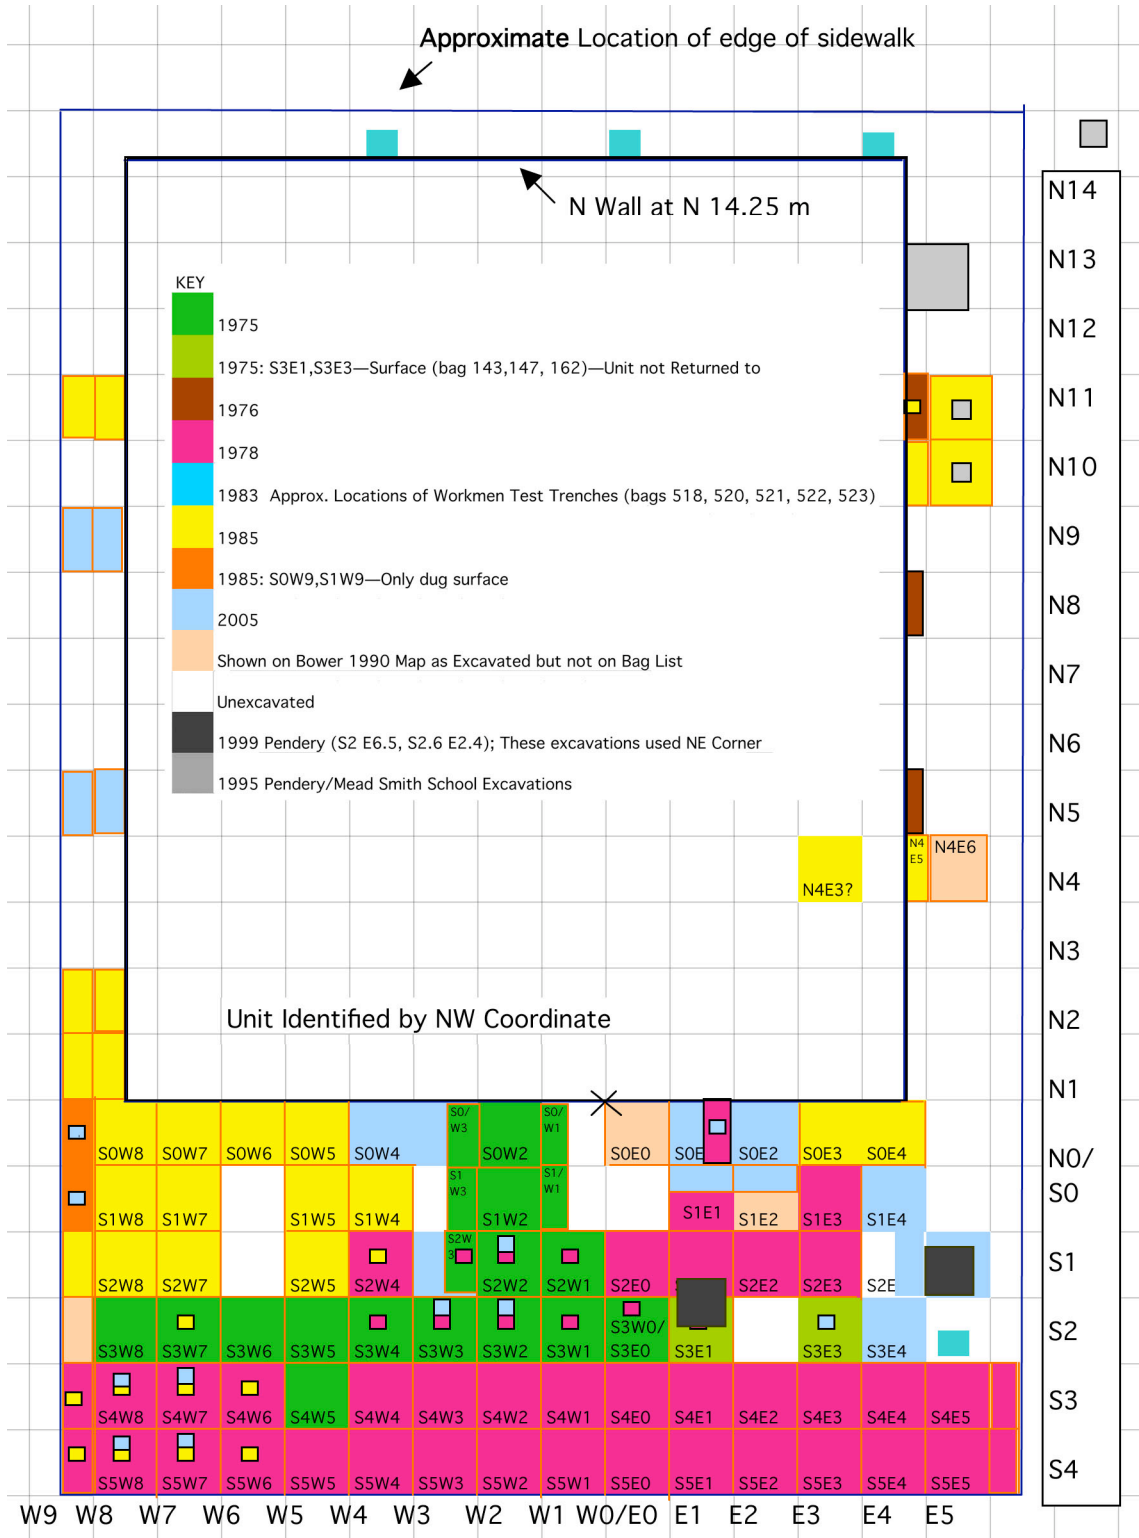 Approximate Location of edge of sidewalk
N Wall at N 14.25 m
KEY
1975
1975: S3E1,S3E3—Surface (bag 143,147, 162)—Unit not Returned to
1976
1978
1983 Approx. Locations of Workmen Test Trenches (bags 518, 520, 521, 522, 523)
1985
1985: S0W9,S1W9—Only dug surface
2005
Shown on Bower 1990 Map as Excavated but not on Bag List
Unexcavated
1999 Pendery (S2 E6.5, S2.6 E2.4); These excavations used NE Corner
1995 Pendery/Mead Smith School Excavations
N14
N13
N12
N11
N10
N9
N8
N7
N6
N5
N4
N3
N2
N1
N0/
S0
S1
S2
S3
S4
N4E3?
N4
E5
N4E6
Unit Identified by NW Coordinate
S0W8 S0W7 S0W6 S0W5 S0W4 S0/
W3 S0W2 S0/
W1 S0E0 S0E S0E2 S0E3 S0E4
S1W8 S1W7 S1W5 S1W4 S1
W3 S1W2 S1/
W1 S1E1 S1E2 S1E3 S1E4
S2W8 S2W7 S2W5 S2W4 S2W
3 S2W2 S2W1 S2E0 S2E2 S2E3 S2E
S3W8 S3W7 S3W6 S3W5 S3W4 S3W3 S3W2 S3W1 S3W0/
S3E0 S3E1 S3E3 S3E4
S4W8 S4W7 S4W6 S4W5 S4W4 S4W3 S4W2 S4W1 S4E0 S4E1 S4E2 S4E3 S4E4 S4E5
S5W8 S5W7 S5W6 S5W5 S5W4 S5W3 S5W2 S5W1 S5E0 S5E1 S5E2 S5E3 S5E4 S5E5
W9 W8 W7 W6 W5 W4 W3 W2 W1 W0/E0 E1 E2 E3 E4 E5